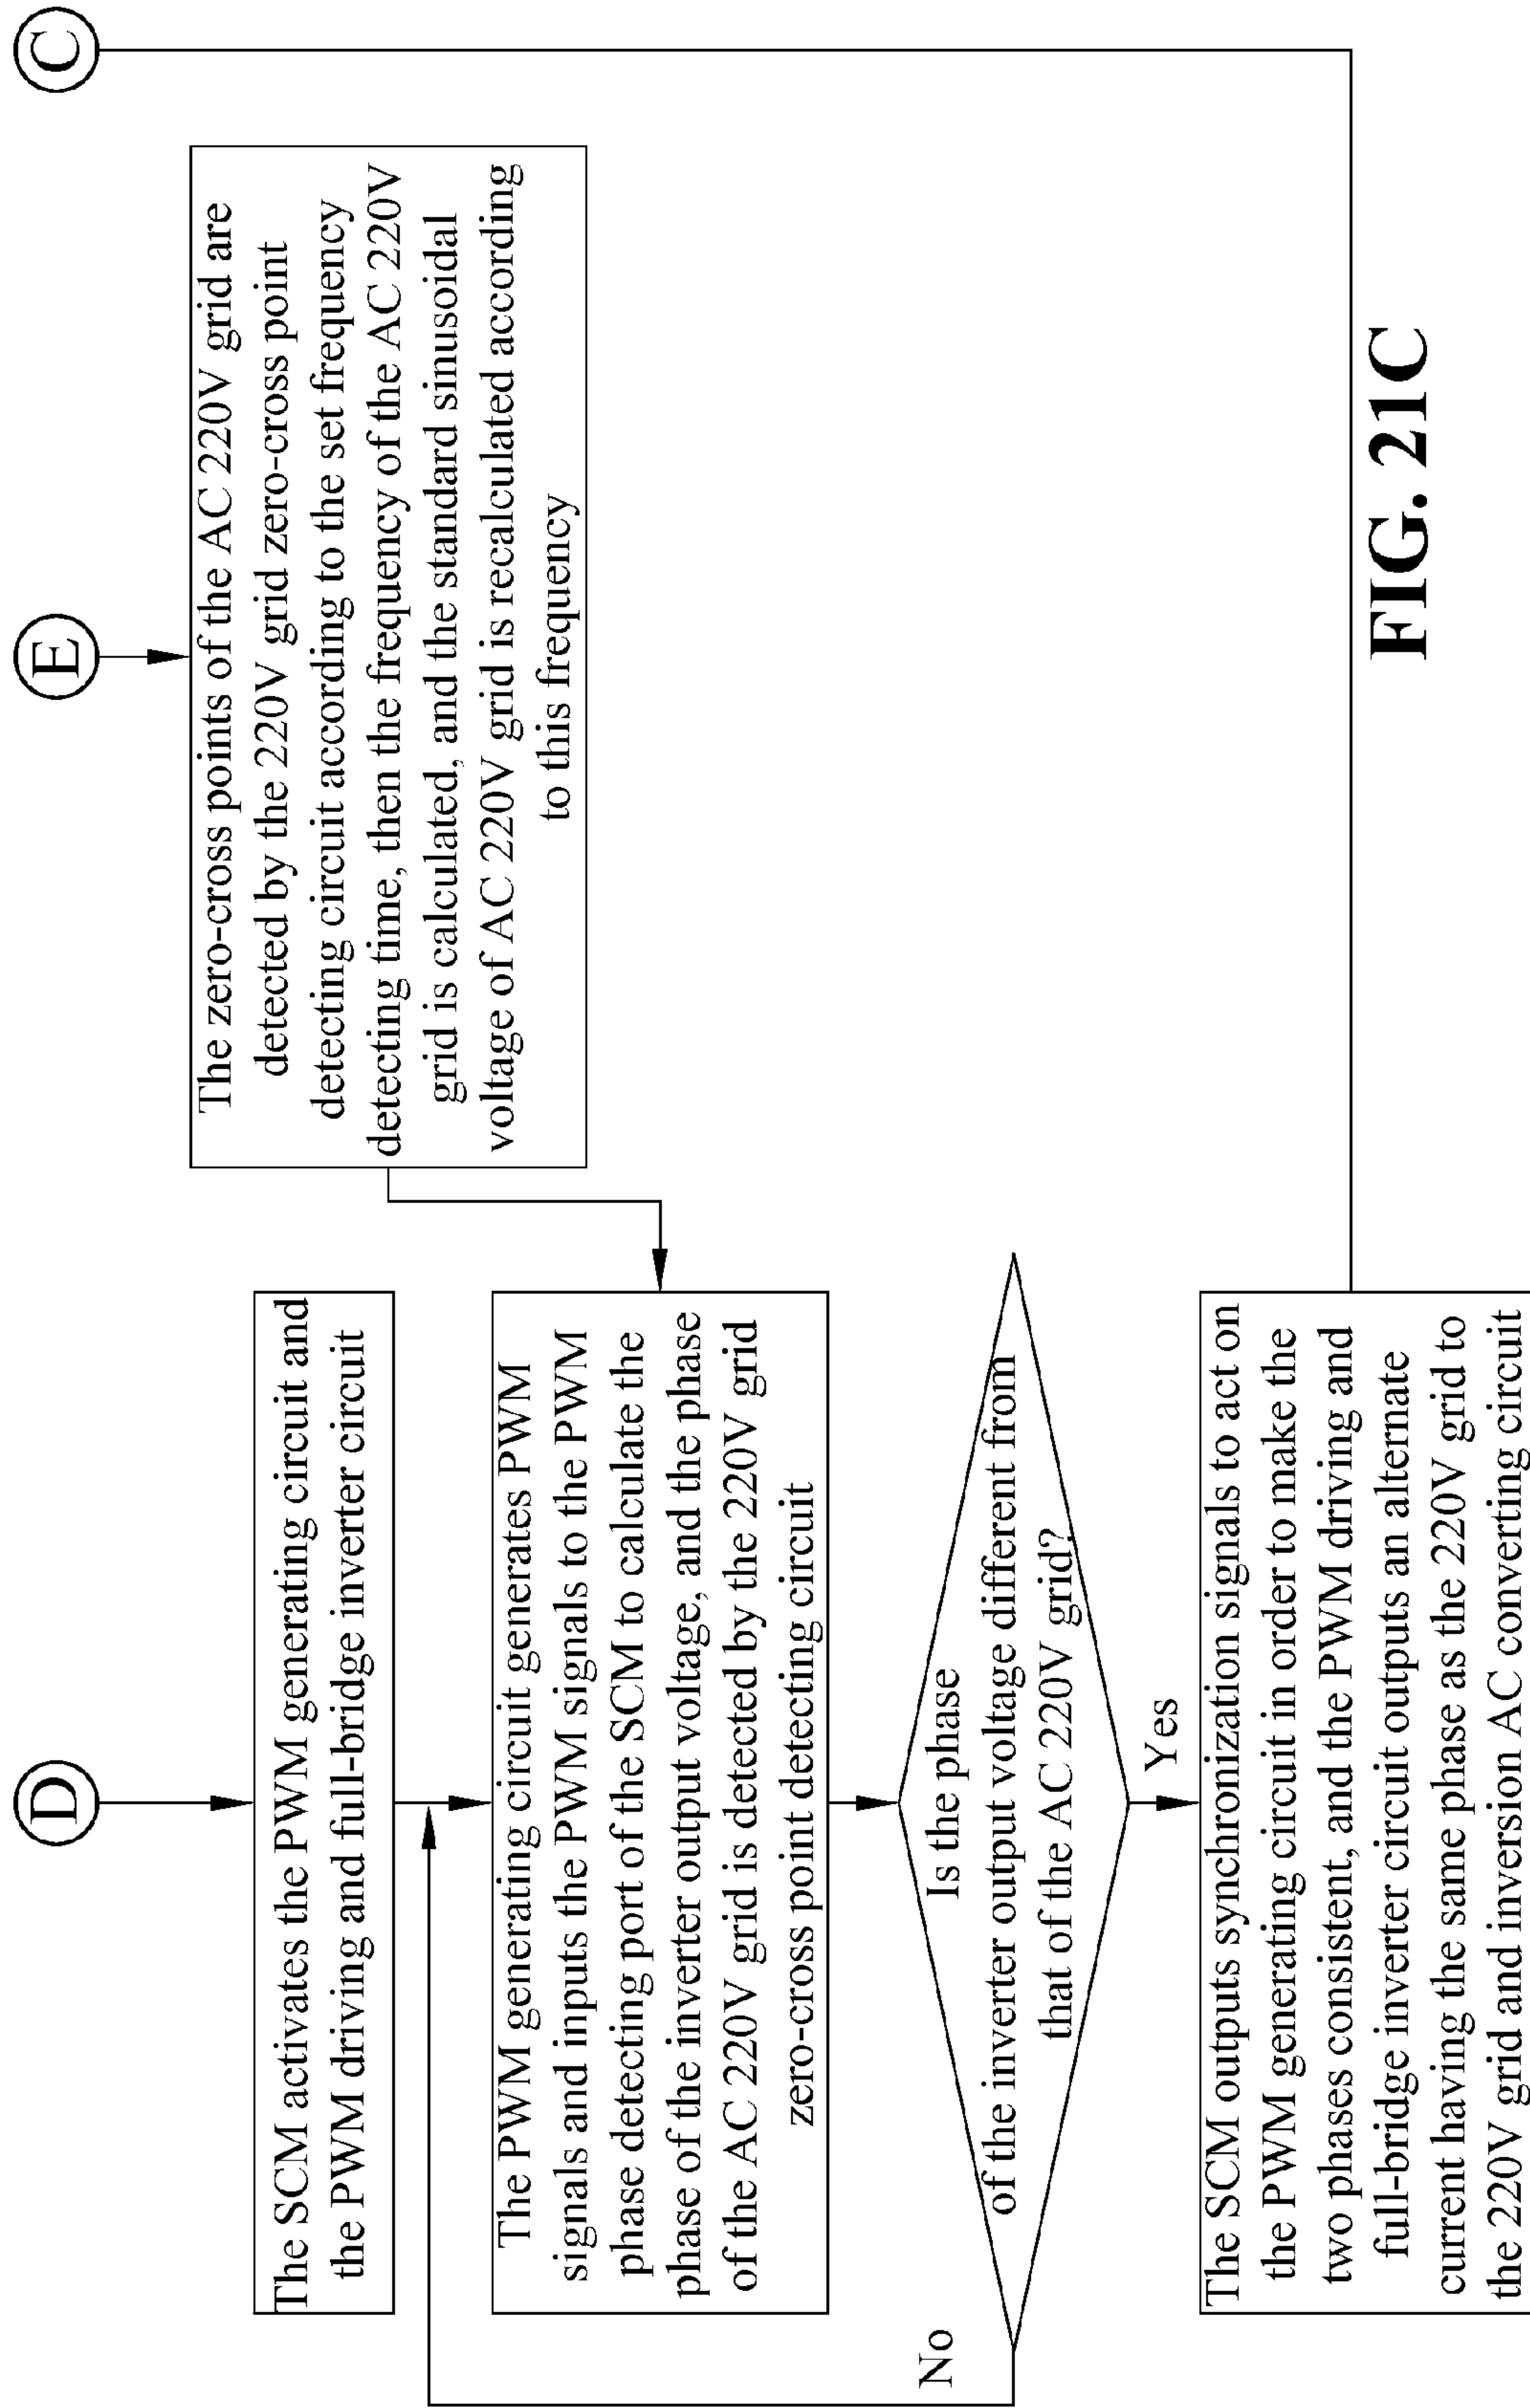 D
E
C
The SCM activates the PWM generating circuit and
the PWM driving and full-bridge inverter circuit
The zero-cross points of the AC 220V grid are
detected by the 220V grid zero-cross point
detecting circuit according to the set frequency
detecting time, then the frequency of the AC 220V
grid is calculated, and the standard sinusoidal
voltage of AC 220V grid is recalculated according
to this frequency
The PWM generating circuit generates PWM
signals and inputs the PWM signals to the PWM
phase detecting port of the SCM to calculate the
phase of the inverter output voltage, and the phase
of the AC 220V grid is detected by the 220V grid
zero-cross point detecting circuit
Is the phase
of the inverter output voltage different from
that of the AC 220V grid?
No
Yes
The SCM outputs synchronization signals to act on
the PWM generating circuit in order to make the
two phases consistent, and the PWM driving and
full-bridge inverter circuit outputs an alternate
current having the same phase as the 220V grid to
the 220V grid and inversion AC converting circuit
FIG. 21C